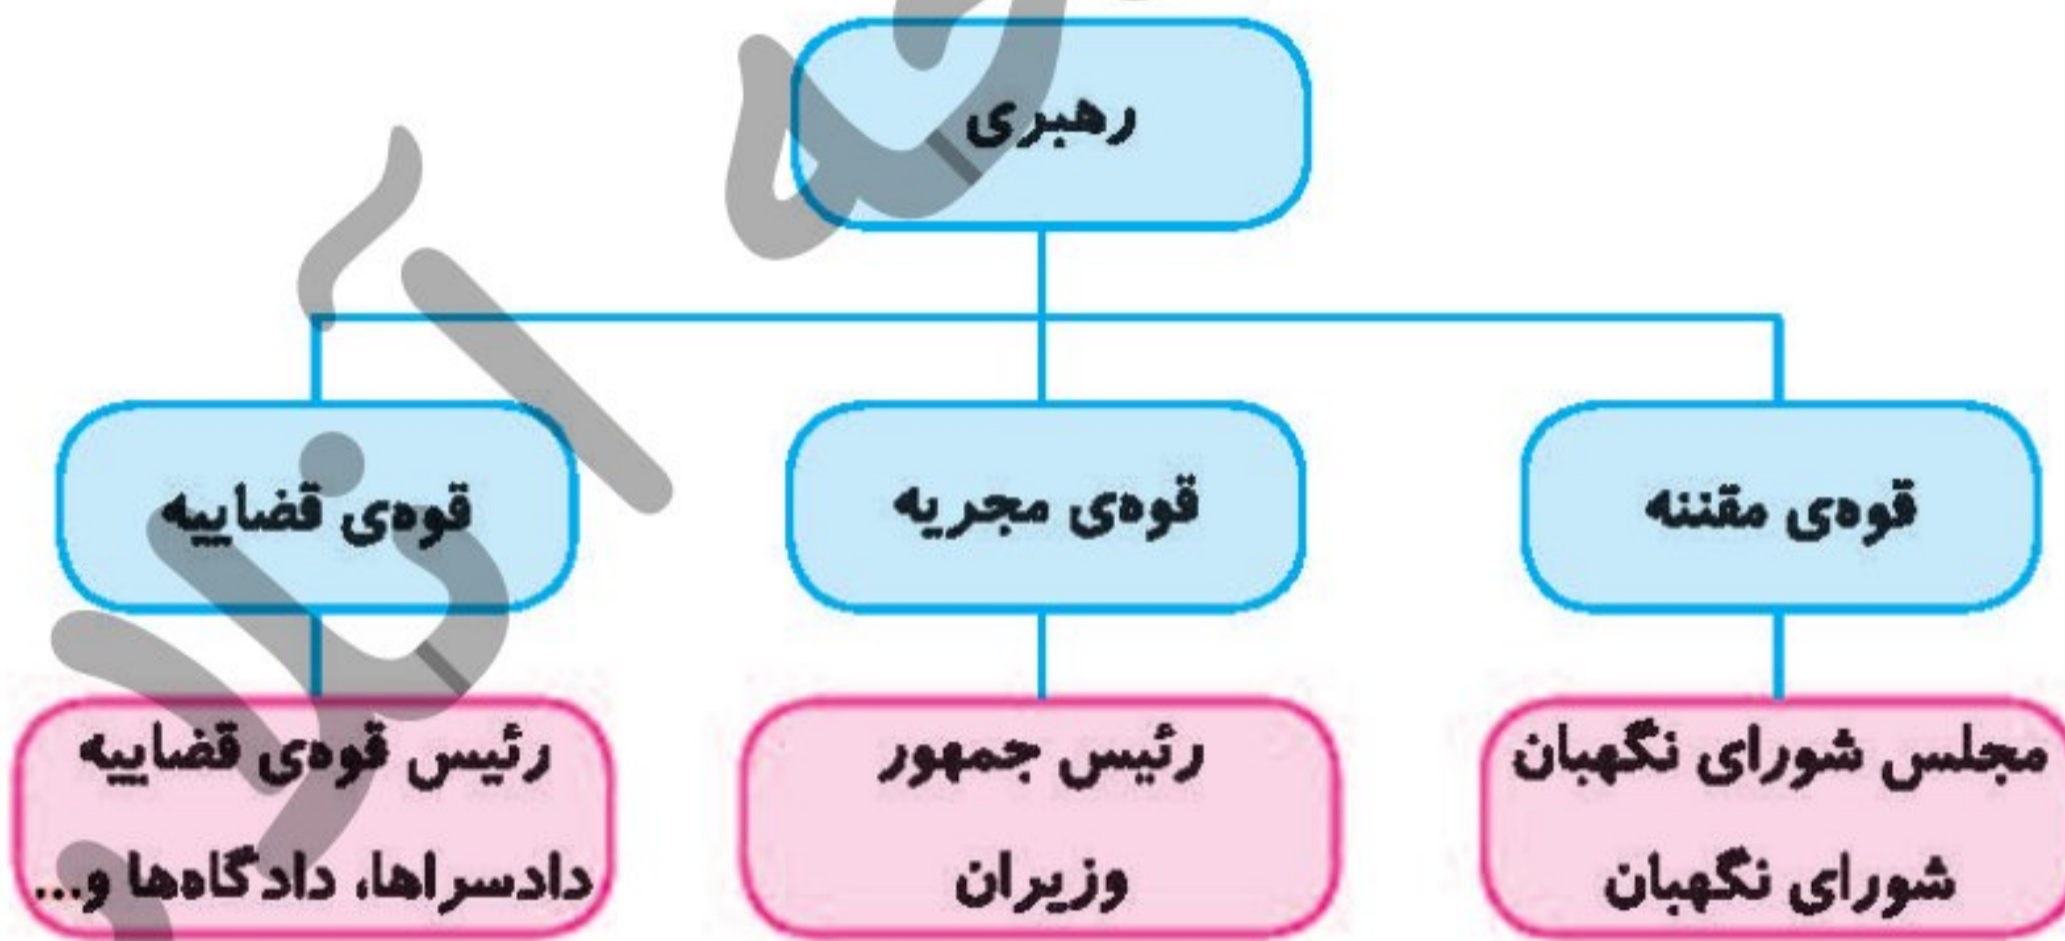 رهبری
قوه‌ی مقننه
قوه‌ی مجریه
قوه‌ی قضاییه
مجلس شورای نگهبان
شورای نگهبان
رئیس جمهور
وزیران
رئیس قوه‌ی قضاییه
دادسراها، دادگاه‌ها و...